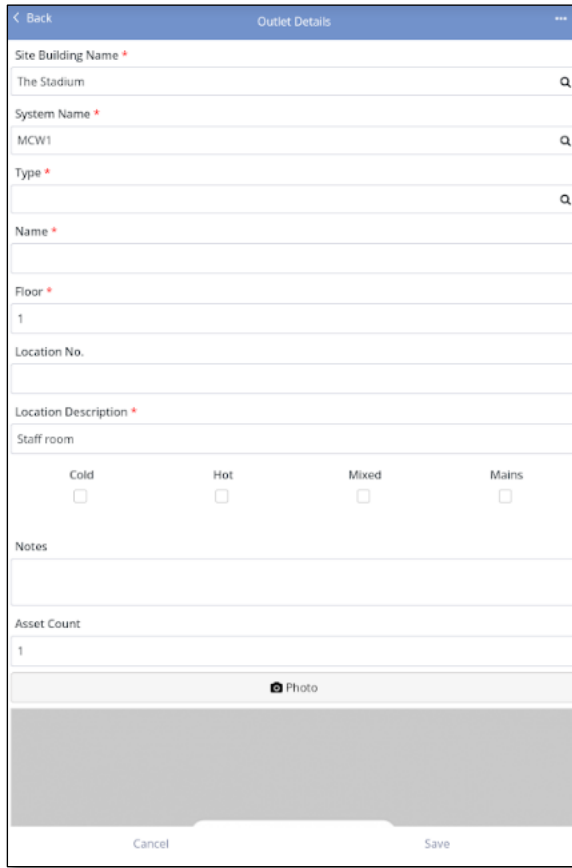 Back Outlet Details
Site Building Name *
The Stadium
System Name *
MCW1
Type *
Name *
Floor *
1
Location No.
Location Description *
Staff room
Cold Hot Mixed Mains
Notes
Asset Count
1
Photo
Cancel Save